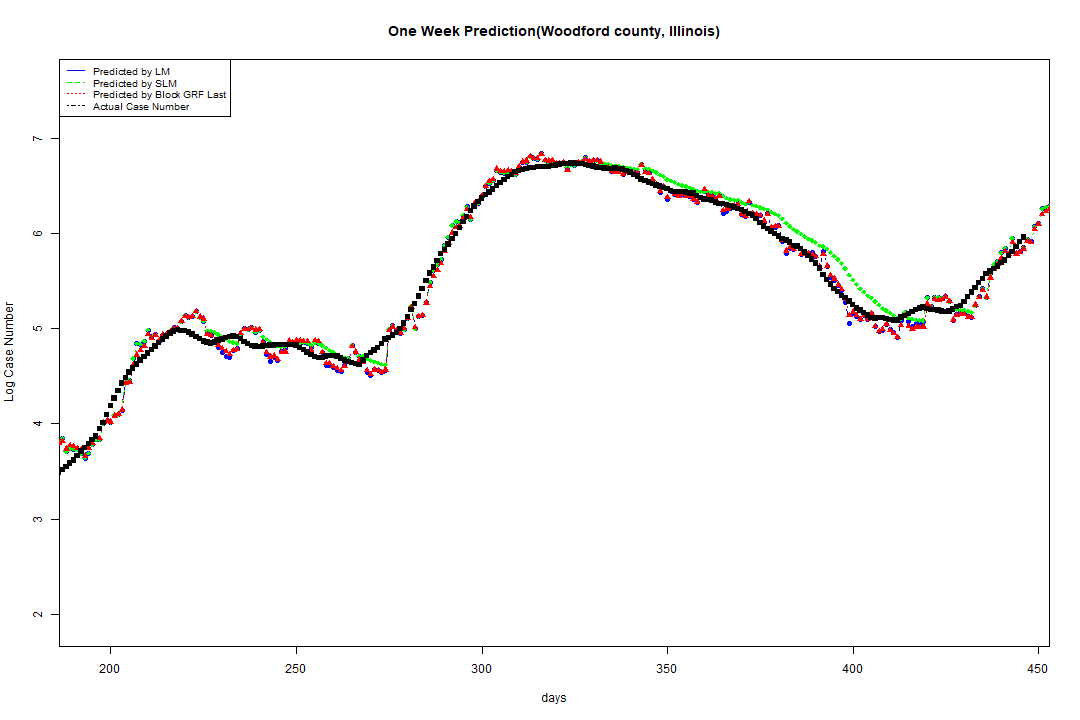 One Week Prediction(Woodford county, Illinois)
Predicted by LM
Predicted by SLM
Predicted by Block GRF Last
Actual Case Number
Log Case Number
7
6
5
4
3
2
200 250 300 350 400 450
days